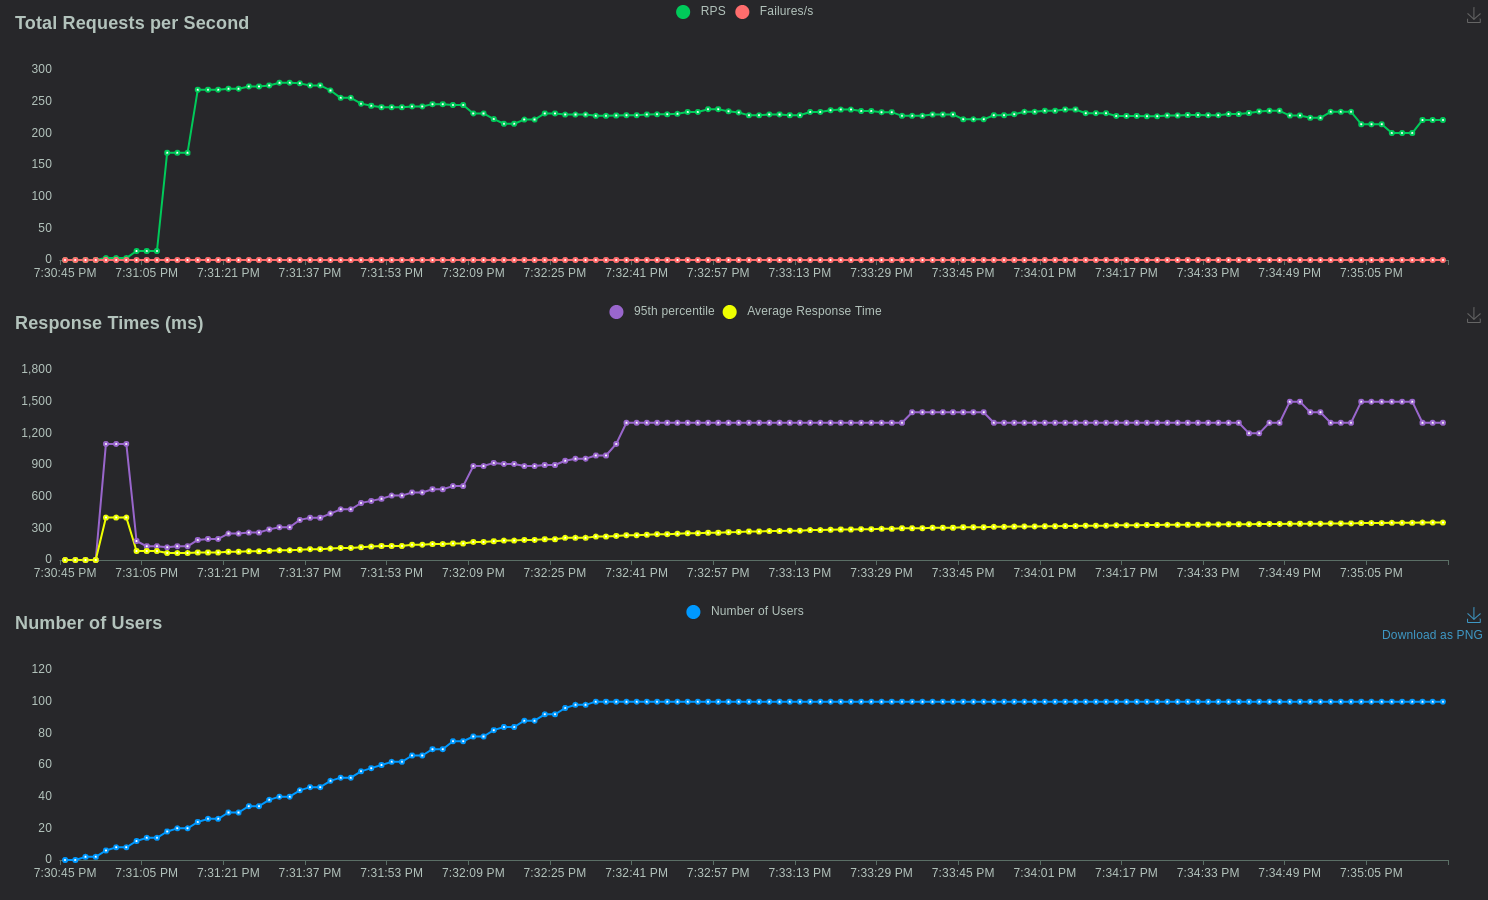 Total Requests per Second
RPS Failures/s
300
250
200
150
100
50
0
7:30:45 PM 7:31:05 PM 7:31:21 PM 7:31:37 PM 7:31:53 PM 7:32:09 PM 7:32:25 PM 7:32:41 PM 7:32:57 PM 7:33:13 PM 7:33:29 PM 7:33:45 PM 7:34:01 PM 7:34:17 PM 7:34:33 PM 7:34:49 PM 7:35:05 PM
Response Times (ms)
95th percentile Average Response Time
1,800
1,500
1,200
900
600
300
0
7:30:45 PM 7:31:05 PM 7:31:21 PM 7:31:37 PM 7:31:53 PM 7:32:09 PM 7:32:25 PM 7:32:41 PM 7:32:57 PM 7:33:13 PM 7:33:29 PM 7:33:45 PM 7:34:01 PM 7:34:17 PM 7:34:33 PM 7:34:49 PM 7:35:05 PM
Number of Users
Number of Users
Download as PNG
120
100
80
60
40
20
0
7:30:45 PM 7:31:05 PM 7:31:21 PM 7:31:37 PM 7:31:53 PM 7:32:09 PM 7:32:25 PM 7:32:41 PM 7:32:57 PM 7:33:13 PM 7:33:29 PM 7:33:45 PM 7:34:01 PM 7:34:17 PM 7:34:33 PM 7:34:49 PM 7:35:05 PM